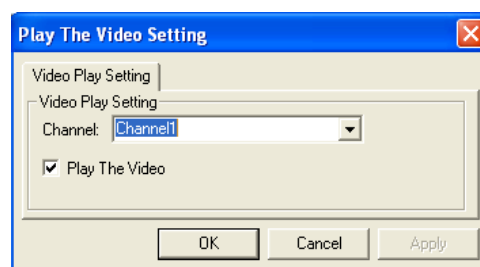 Play The Video Setting
Video Play Setting
Video Play Setting
Channel: Channel1
Play The Video
OK Cancel Apply